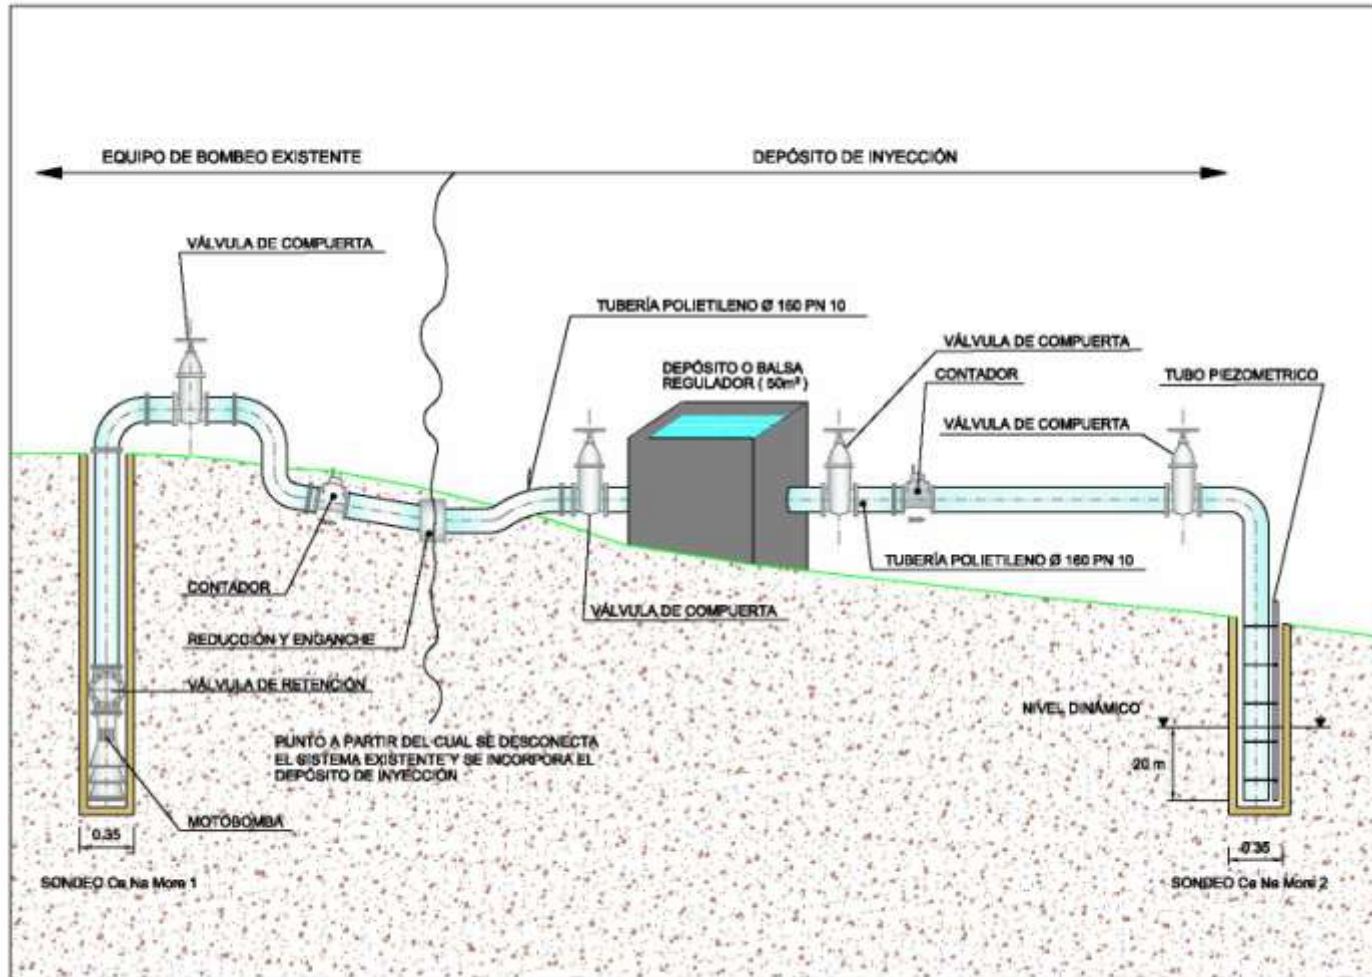 EQUIPO DE BOMBEO EXISTENTE
DEPÓSITO DE INYECCIÓN
VÁLVULA DE COMPUERTA
TUBERÍA POLIETILENO Ø 160 PN 10
VÁLVULA DE COMPUERTA
DEPÓSITO O BALSA
REGULADOR ( 50m³ )
CONTADOR
TUBO PIEZOMETRICO
VÁLVULA DE COMPUERTA
TUBERÍA POLIETILENO Ø 160 PN 10
CONTADOR
VÁLVULA DE COMPUERTA
REDUCCIÓN Y ENGANCHE
VÁLVULA DE RETENCIÓN
NIVEL DINÁMICO
PUNTO A PARTIR DEL CUAL SE DESCONECTA
EL SISTEMA EXISTENTE Y SE INCORPORA EL
DEPÓSITO DE INYECCIÓN
20 m
MOTOBOMBA
0.35
0.35
SONDEO Ca Na More 1
SONDEO Ca Na More 2